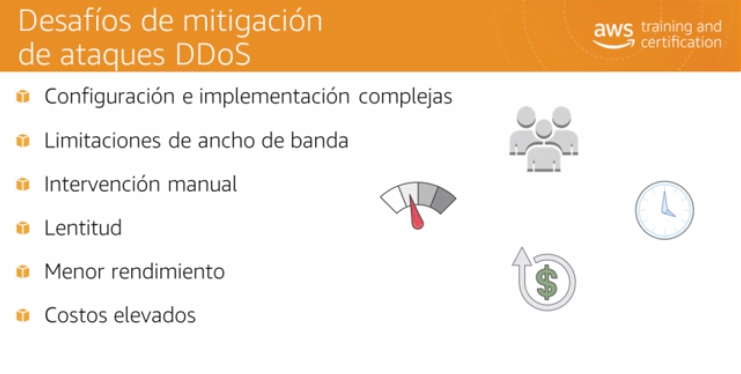 Desafíos de mitigación
de ataques DDoS
aws training and
certification
Configuración e implementación complejas
Limitaciones de ancho de banda
Intervención manual
Lentitud
Menor rendimiento
Costos elevados
$